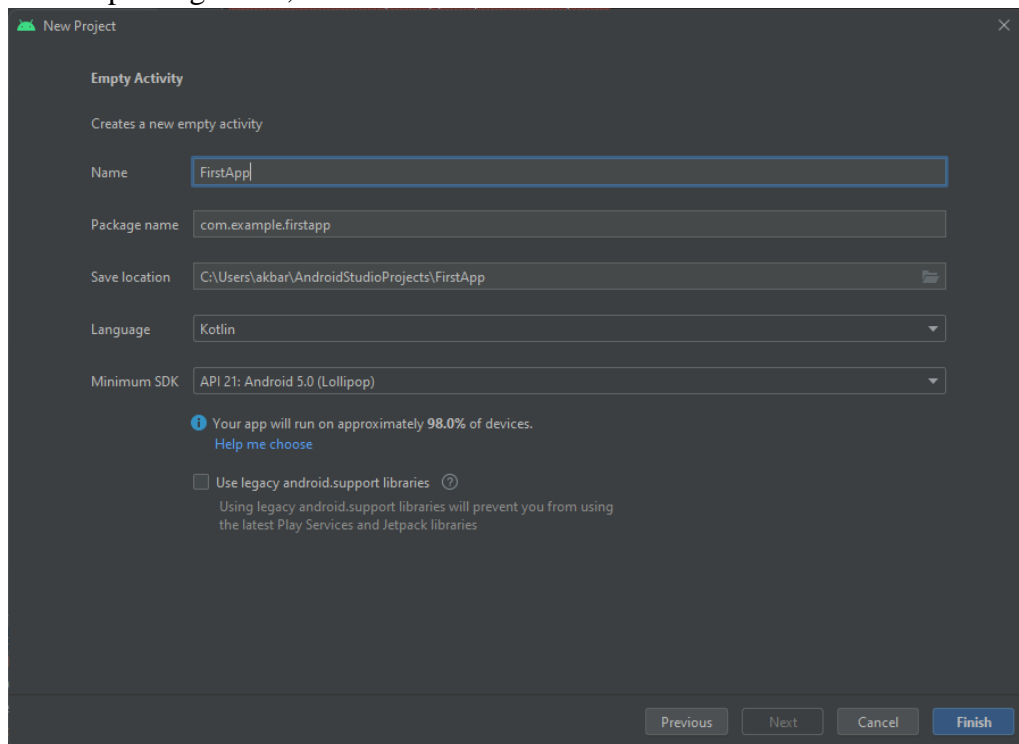 New Project
Empty Activity
Creates a new empty activity
Name FirstApp
Package name com.example.firstapp
Save location C:\Users\akbar\AndroidStudioProjects\FirstApp
Language Kotlin
Minimum SDK API 21: Android 5.0 (Lollipop)
Your app will run on approximately 98.0% of devices.
Help me choose
Use legacy android.support libraries ?
Using legacy android.support libraries will prevent you from using
the latest Play Services and Jetpack libraries
Previous Next Cancel Finish